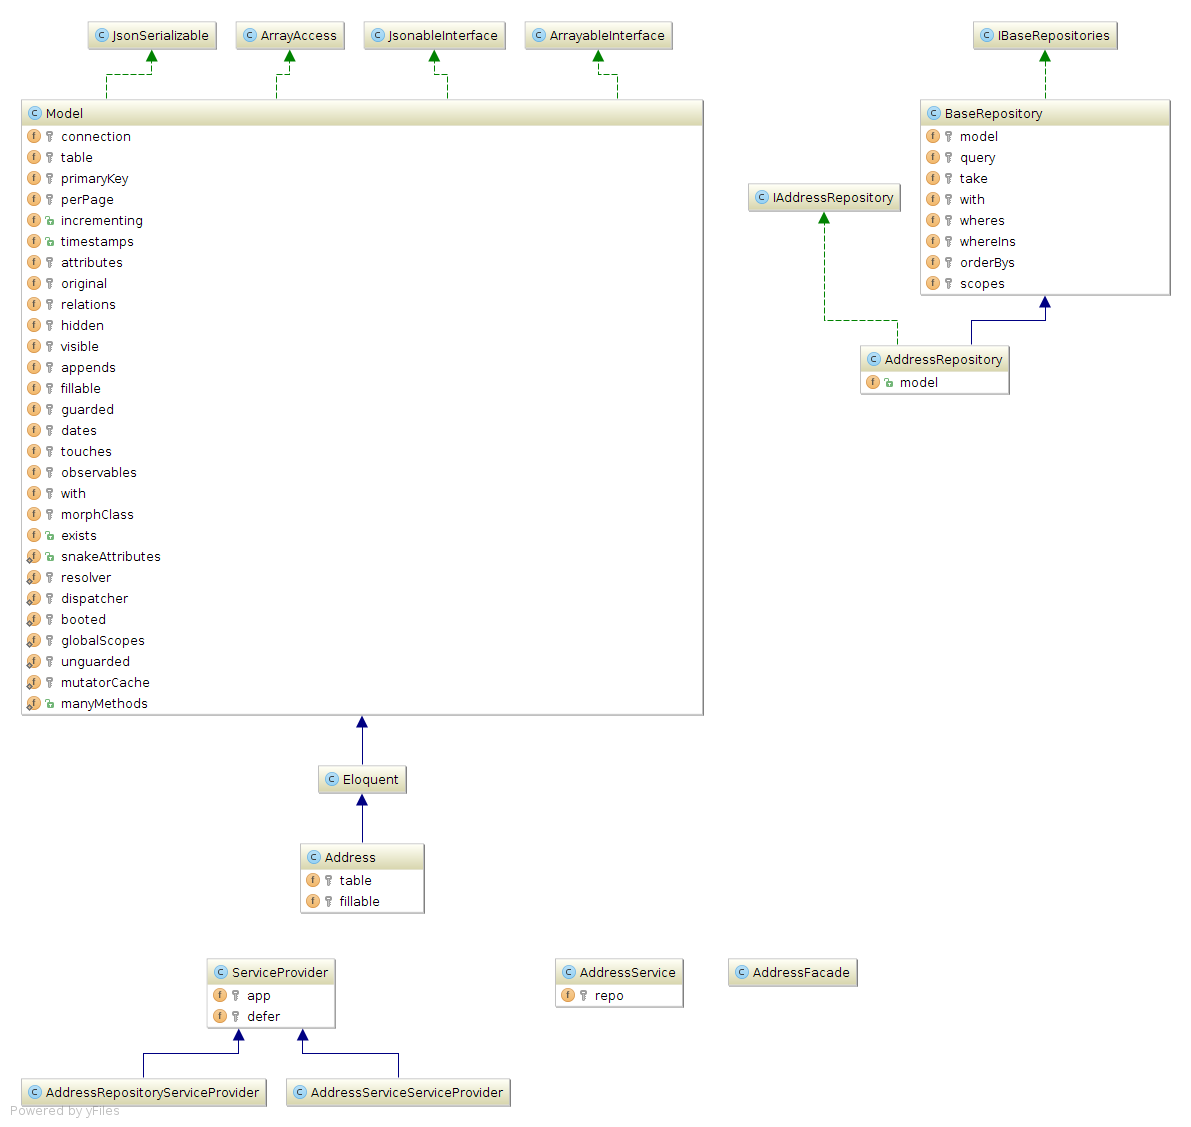 JsonSerializable
ArrayAccess
JsonableInterface
ArrayableInterface
IBaseRepositories
C Model
f connection
f table
f primaryKey
f perPage
f incrementing
f timestamps
f attributes
f original
f relations
f hidden
f visible
f appends
f fillable
f guarded
f dates
f touches
f observables
f with
f morphClass
f exists
f snakeAttributes
f resolver
f dispatcher
f booted
f globalScopes
f unguarded
f mutatorCache
f manyMethods
C BaseRepository
f model
f query
f take
f with
f wheres
f whereIns
f orderBys
f scopes
C IAddressRepository
C AddressRepository
f model
C Eloquent
C Address
f table
f fillable
C ServiceProvider
f app
f defer
C AddressService
f repo
C AddressFacade
C AddressRepositoryServiceProvider
C AddressServiceServiceProvider
Powered by yFiles